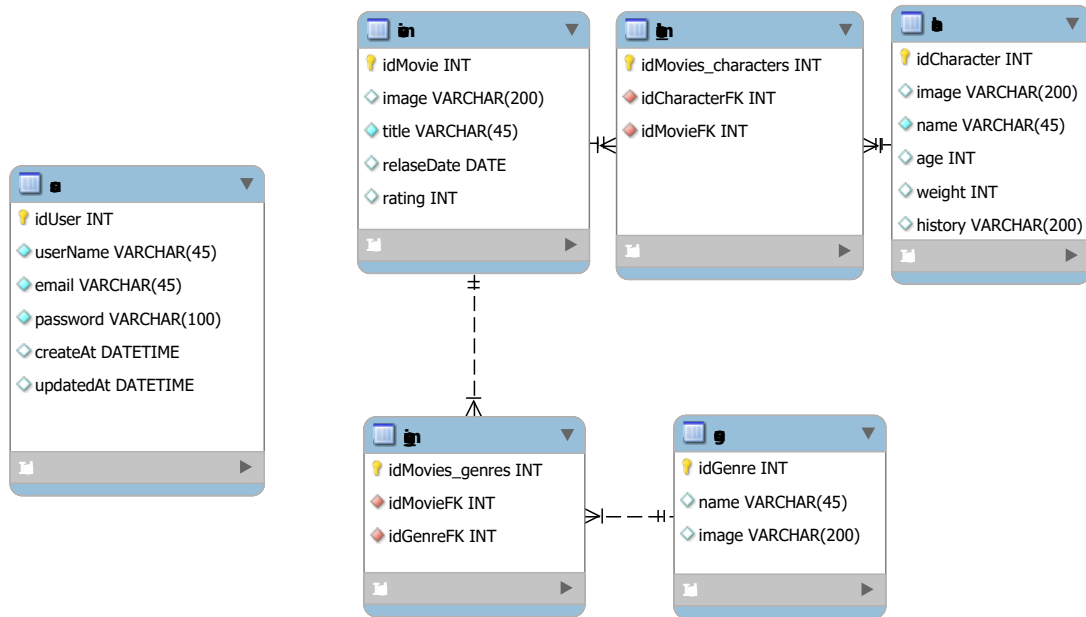 idMovie INT
image VARCHAR(200)
title VARCHAR(45)
relaseDate DATE
rating INT
idMovies_characters INT
idCharacterFK INT
idMovieFK INT
idCharacter INT
image VARCHAR(200)
name VARCHAR(45)
age INT
weight INT
history VARCHAR(200)
idUser INT
userName VARCHAR(45)
email VARCHAR(45)
password VARCHAR(100)
createAt DATETIME
updatedAt DATETIME
idMovies_genres INT
idMovieFK INT
idGenreFK INT
idGenre INT
name VARCHAR(45)
image VARCHAR(200)